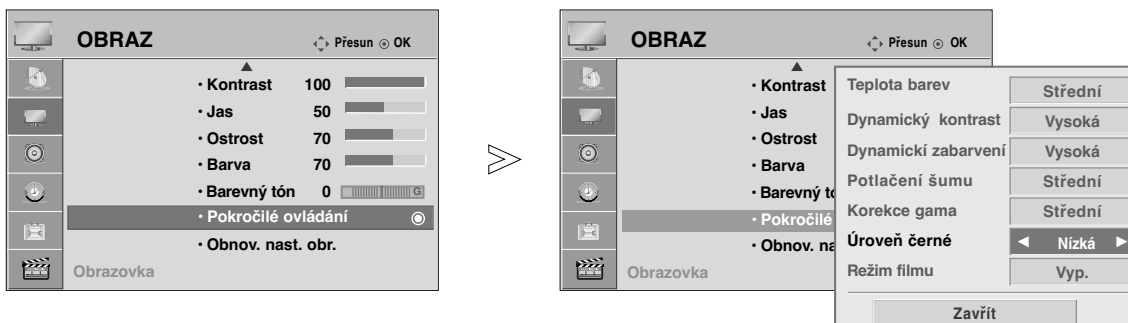 OBRAZ
Přesun ⊙ OK
• Kontrast 100
• Jas 50
• Ostrost 70
• Barva 70
• Barevný tón 0 G
• Pokročilé ovládání
• Obnov. nast. obr.
Obrazovka
OBRAZ
Přesun ⊙ OK
• Kontrast
• Jas
• Ostrost
• Barva
• Barevný tó
• Pokročilé
• Obnov. na
Obrazovka
Teplota barev Střední
Dynamický kontrast Vysoká
Dynamickí zabarvení Vysoká
Potlačení šumu Střední
Korekce gama Střední
Úroveň černé ◄ Nízká ►
Režim filmu Vyp.
Zavřít